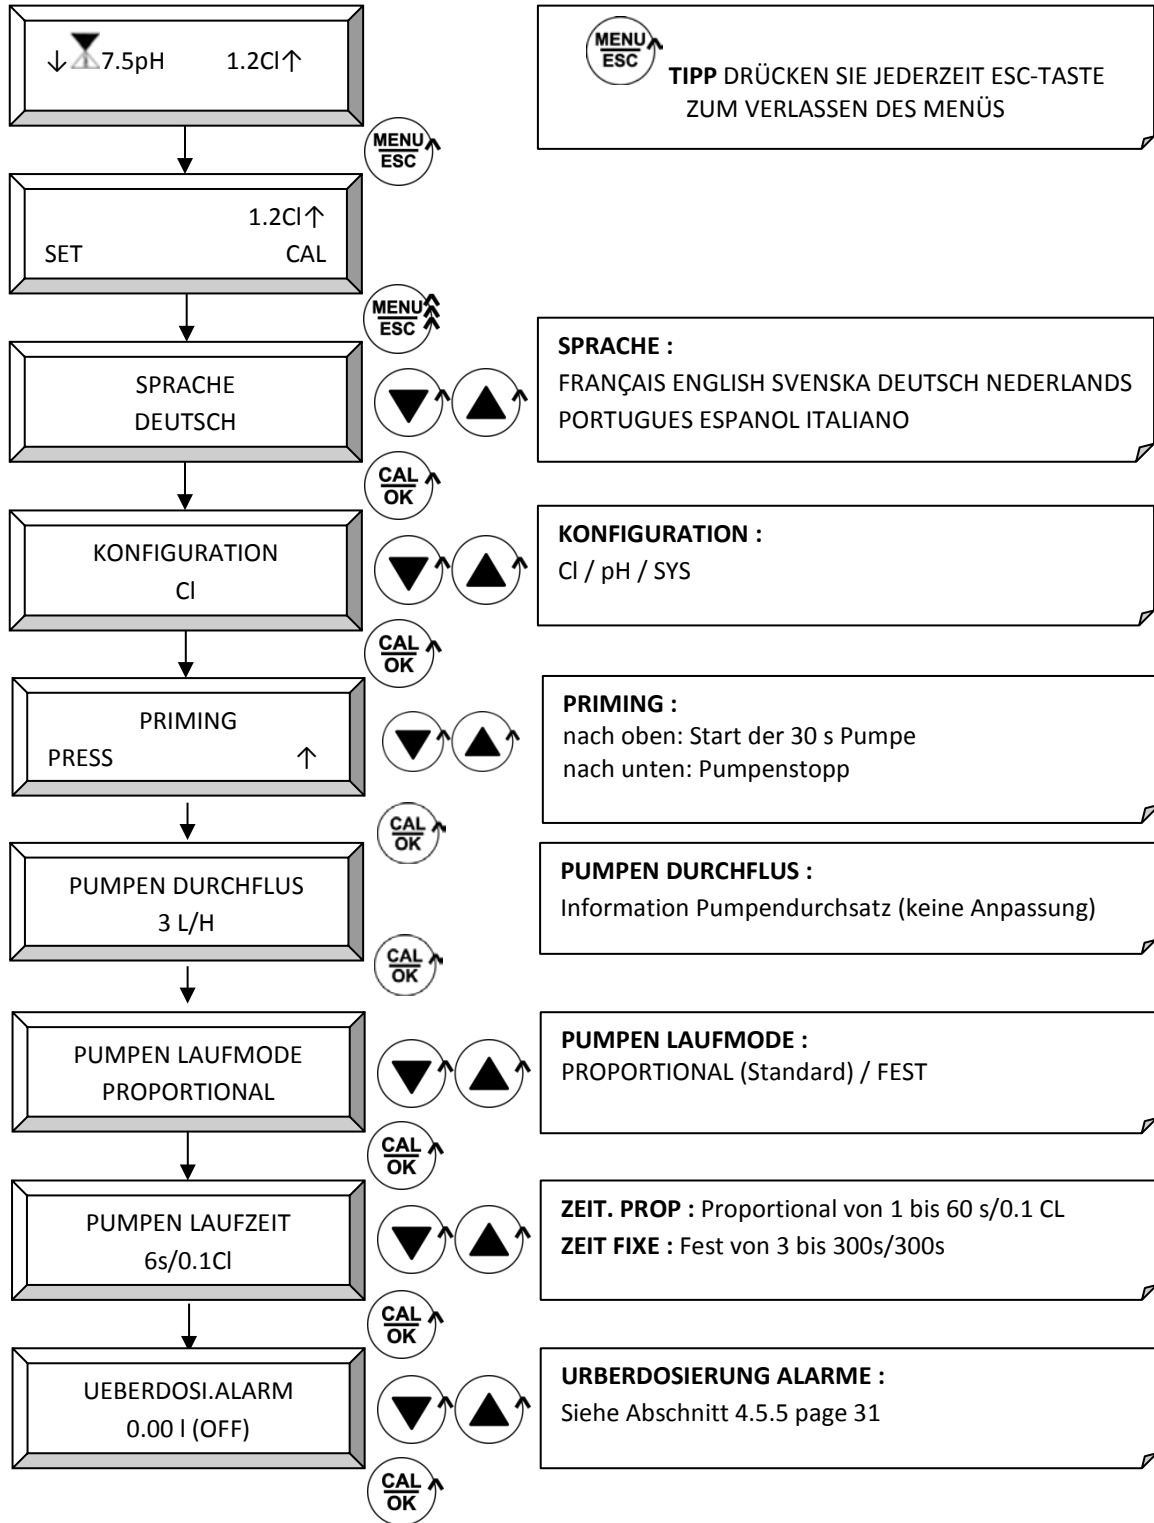 ↓ 7.5pH 1.2Cl↑
MENU
ESC
TIPP DRÜCKEN SIE JEDERZEIT ESC-TASTE
ZUM VERLASSEN DES MENÜS
MENU
ESC
1.2Cl↑
SET CAL
MENU
ESC
SPRACHE
DEUTSCH
SPRACHE :
FRANÇAIS ENGLISH SVENSKA DEUTSCH NEDERLANDS
PORTUGUES ESPANOL ITALIANO
CAL
OK
KONFIGURATION
Cl
KONFIGURATION :
Cl / pH / SYS
CAL
OK
PRIMING
PRESS ↑
PRIMING :
nach oben: Start der 30 s Pumpe
nach unten: Pumpenstopp
CAL
OK
PUMPEN DURCHFLUS
3 L/H
PUMPEN DURCHFLUS :
Information Pumpendurchsatz (keine Anpassung)
CAL
OK
PUMPEN LAUFMODE
PROPORTIONAL
PUMPEN LAUFMODE :
PROPORTIONAL (Standard) / FEST
CAL
OK
PUMPEN LAUFZEIT
6s/0.1Cl
ZEIT. PROP : Proportional von 1 bis 60 s/0.1 CL
ZEIT FIXE : Fest von 3 bis 300s/300s
CAL
OK
UEBERDOSI.ALARM
0.00 l (OFF)
URBERDOSIERUNG ALARME :
Siehe Abschnitt 4.5.5 page 31
CAL
OK